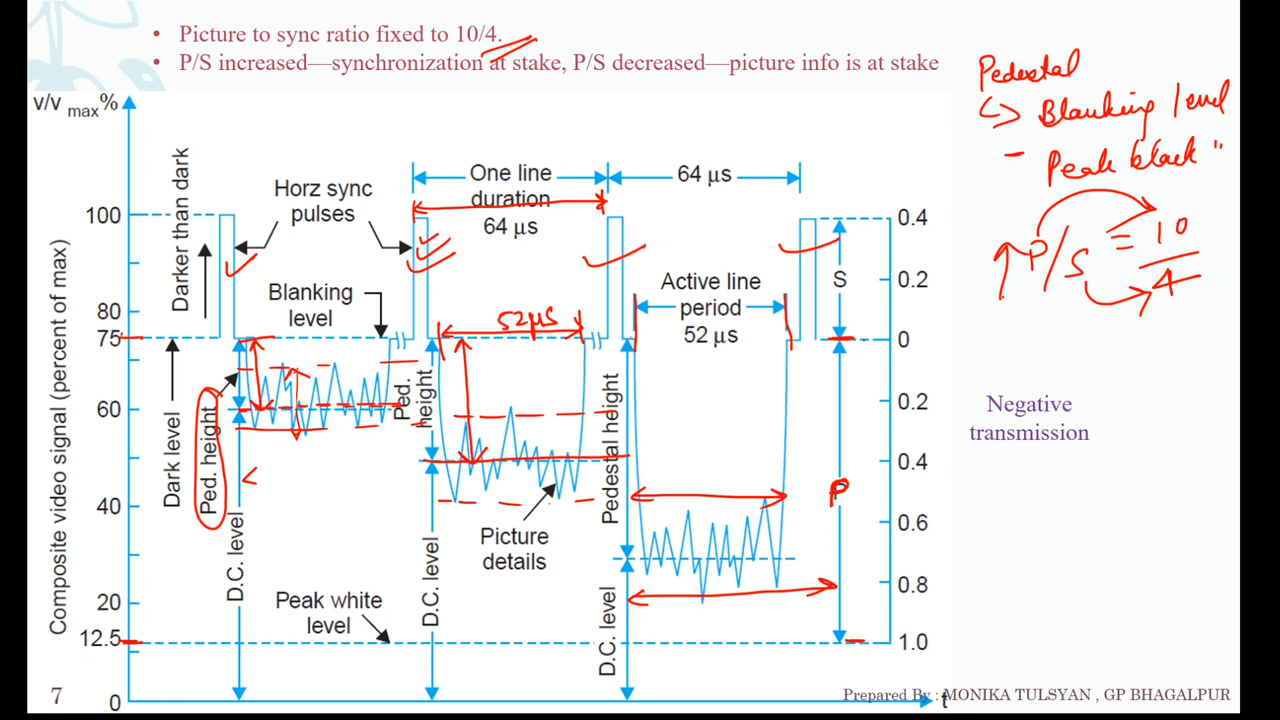 • Picture to sync ratio fixed to 10/4.
• P/S increased—synchronization at stake, P/S decreased—picture info is at stake
Pedestal
↳ Blanking level
– Peak black "
↑ P/S = 10/4
v/v max %
Composite video signal (percent of max)
100
80
75
60
40
20
12.5
0
Darker than dark
Dark level
Horz sync
pulses
Blanking
level
One line
duration
64 µs
64 µs
Active line
period
52 µs
52µs
Ped. height
D.C. level
Ped.
height
D.C. level
Pedestal height
D.C. level
Picture
details
Peak white
level
S
P
0.4
0.2
0
0.2
0.4
0.6
0.8
1.0
t
Negative
transmission
7
Prepared By : MONIKA TULSYAN , GP BHAGALPUR